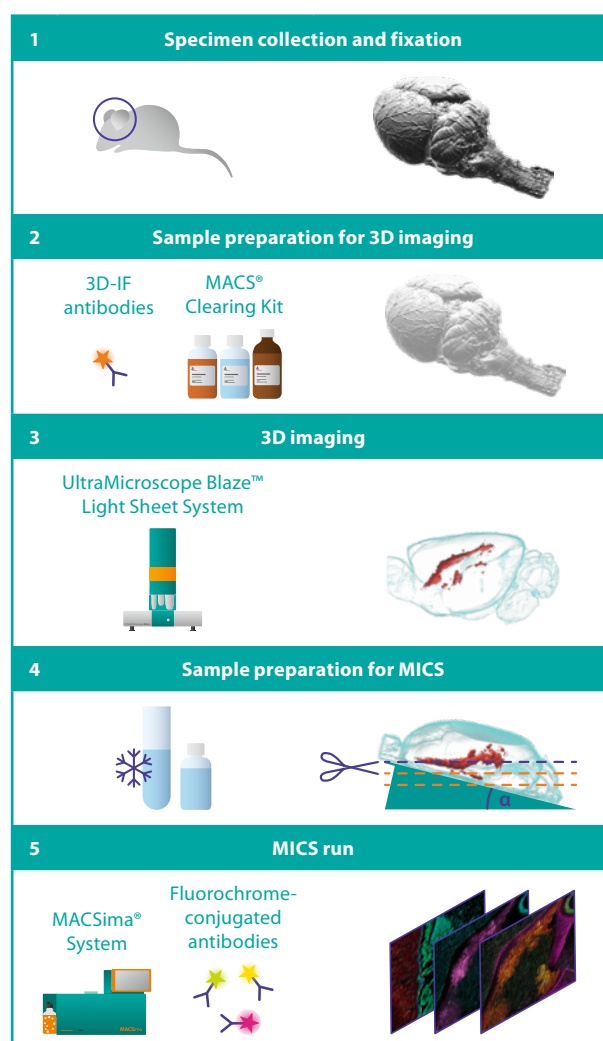 1 Specimen collection and fixation
2 Sample preparation for 3D imaging
3D-IF
antibodies
MACS®
Clearing Kit
3 3D imaging
UltraMicroscope Blaze™
Light Sheet System
4 Sample preparation for MICS
α
5 MICS run
MACSima®
System
Fluorochrome-
conjugated
antibodies
MACSima